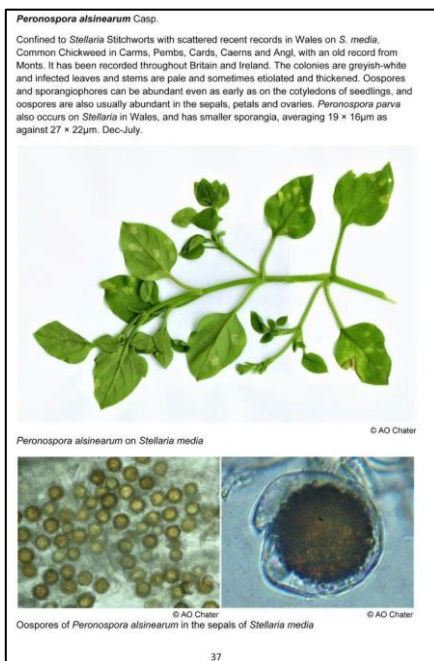 Peronospora alsinearum Casp.
Confined to Stellaria Stitchworts with scattered recent records in Wales on S. media,
Common Chickweed in Carms, Pembs, Cards, Caerns and Angl, with an old record from
Monts. It has been recorded throughout Britain and Ireland. The colonies are greyish-white
and infected leaves and stems are pale and sometimes etiolated and thickened. Oospores
and sporangiophores can be abundant even as early as on the cotyledons of seedlings, and
oospores are also usually abundant in the sepals, petals and ovaries. Peronospora parva
also occurs on Stellaria in Wales, and has smaller sporangia, averaging 19 × 16µm as
against 27 × 22µm. Dec-July.
© AO Chater
Peronospora alsinearum on Stellaria media
© AO Chater
© AO Chater
Oospores of Peronospora alsinearum in the sepals of Stellaria media
37